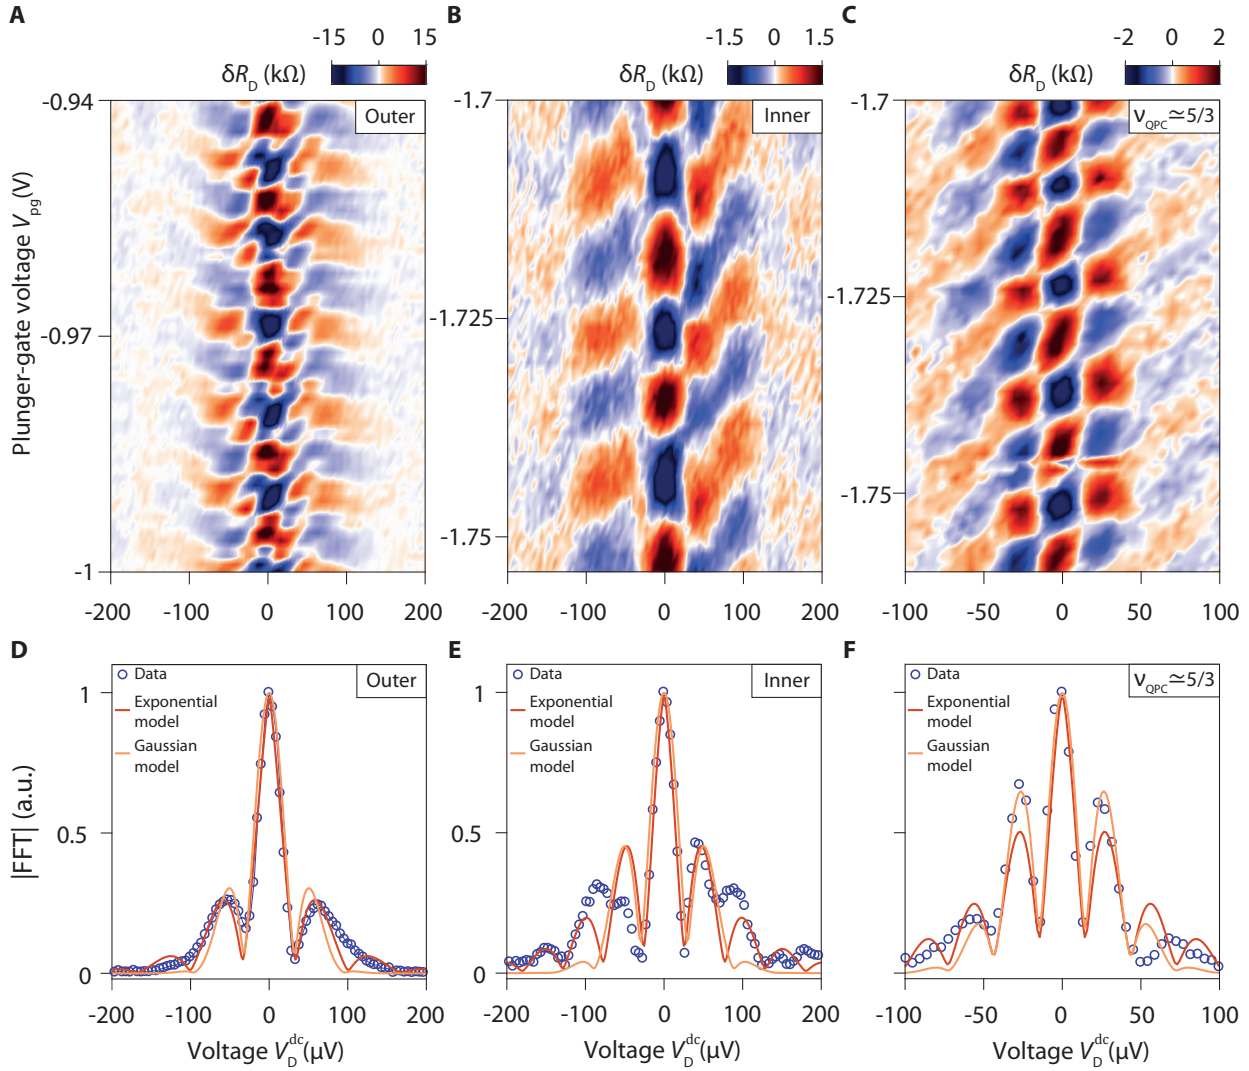 A
B
C
-15 0 15
-1.5 0 1.5
-2 0 2
δR_D (kΩ)
δR_D (kΩ)
δR_D (kΩ)
Outer
Inner
ν_QPC≃5/3
Plunger-gate voltage V_pg(V)
-0.94
-0.97
-1
-1.7
-1.725
-1.75
-1.7
-1.725
-1.75
-200 -100 0 100 200
-200 -100 0 100 200
-100 -50 0 50 100
D
E
F
Data
Exponential
model
Gaussian
model
Outer
Data
Exponential
model
Gaussian
model
Inner
Data
Exponential
model
Gaussian
model
ν_QPC≃5/3
|FFT| (a.u.)
1
0.5
0
1
0.5
0
-200 -100 0 100 200
-200 -100 0 100 200
-100 -50 0 50 100
Voltage V_D^dc(μV)
Voltage V_D^dc(μV)
Voltage V_D^dc(μV)